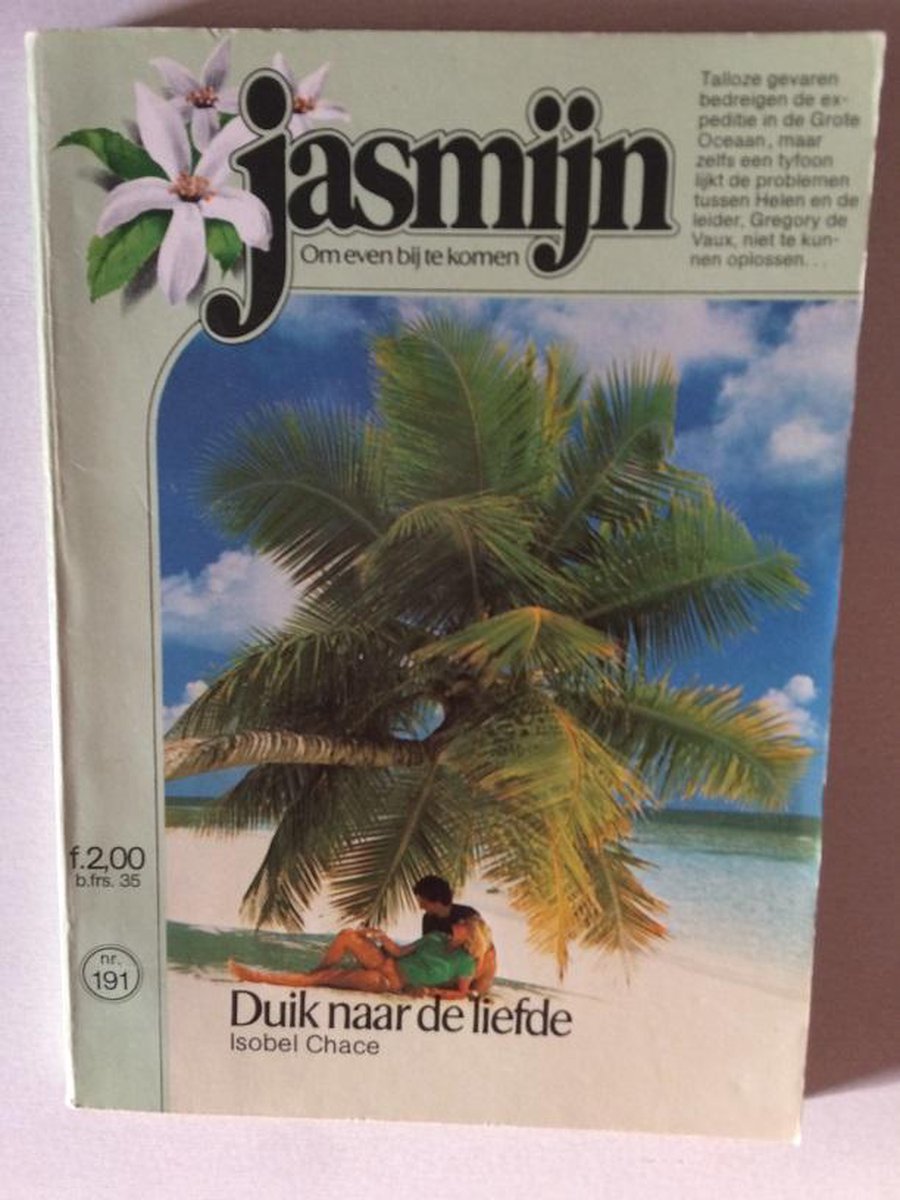 jasmijn
Om even bij te komen
Talloze gevaren
bedreigen de ex-
peditie in de Grote
Oceaan, maar
zelfs een tyfoon
lijkt de problemen
tussen Helen en de
leider, Gregory de
Vaux, niet te kun-
nen oplossen...
f.2,00
b.frs. 35
nr.
191
Duik naar de liefde
Isobel Chace